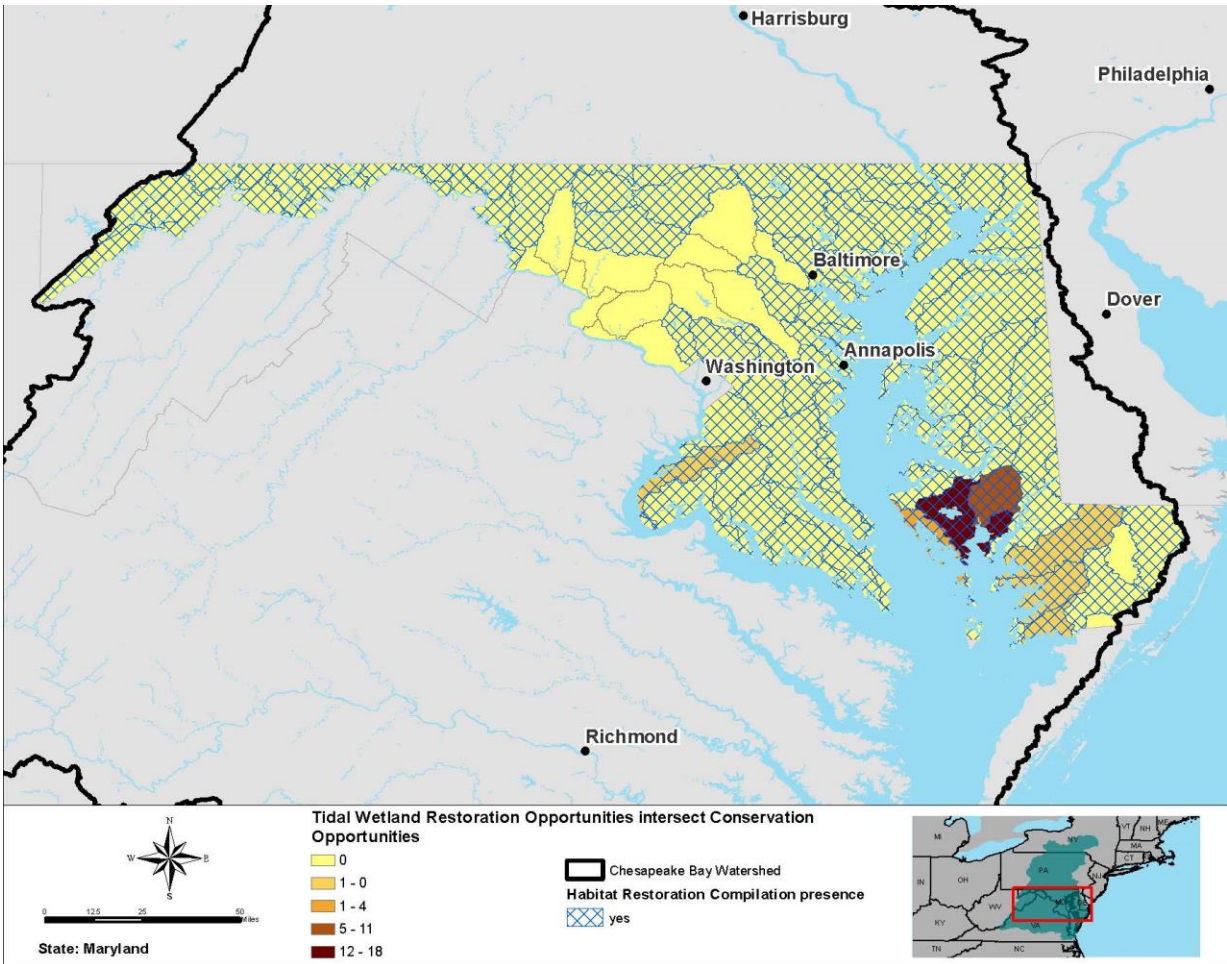 Harrisburg
Philadelphia
Baltimore
Dover
Annapolis
Washington
Richmond
Tidal Wetland Restoration Opportunities intersect Conservation
Opportunities
0
1 - 0
1 - 4
5 - 11
12 - 18
Chesapeake Bay Watershed
Habitat Restoration Compilation presence
yes
N
W E
S
0 12.5 25 50
Miles
State: Maryland
MI
NY
VT
NH
ME
MA
CT
PA
NJ
IN
OH
WV
DE
KY
VA
TN
NC